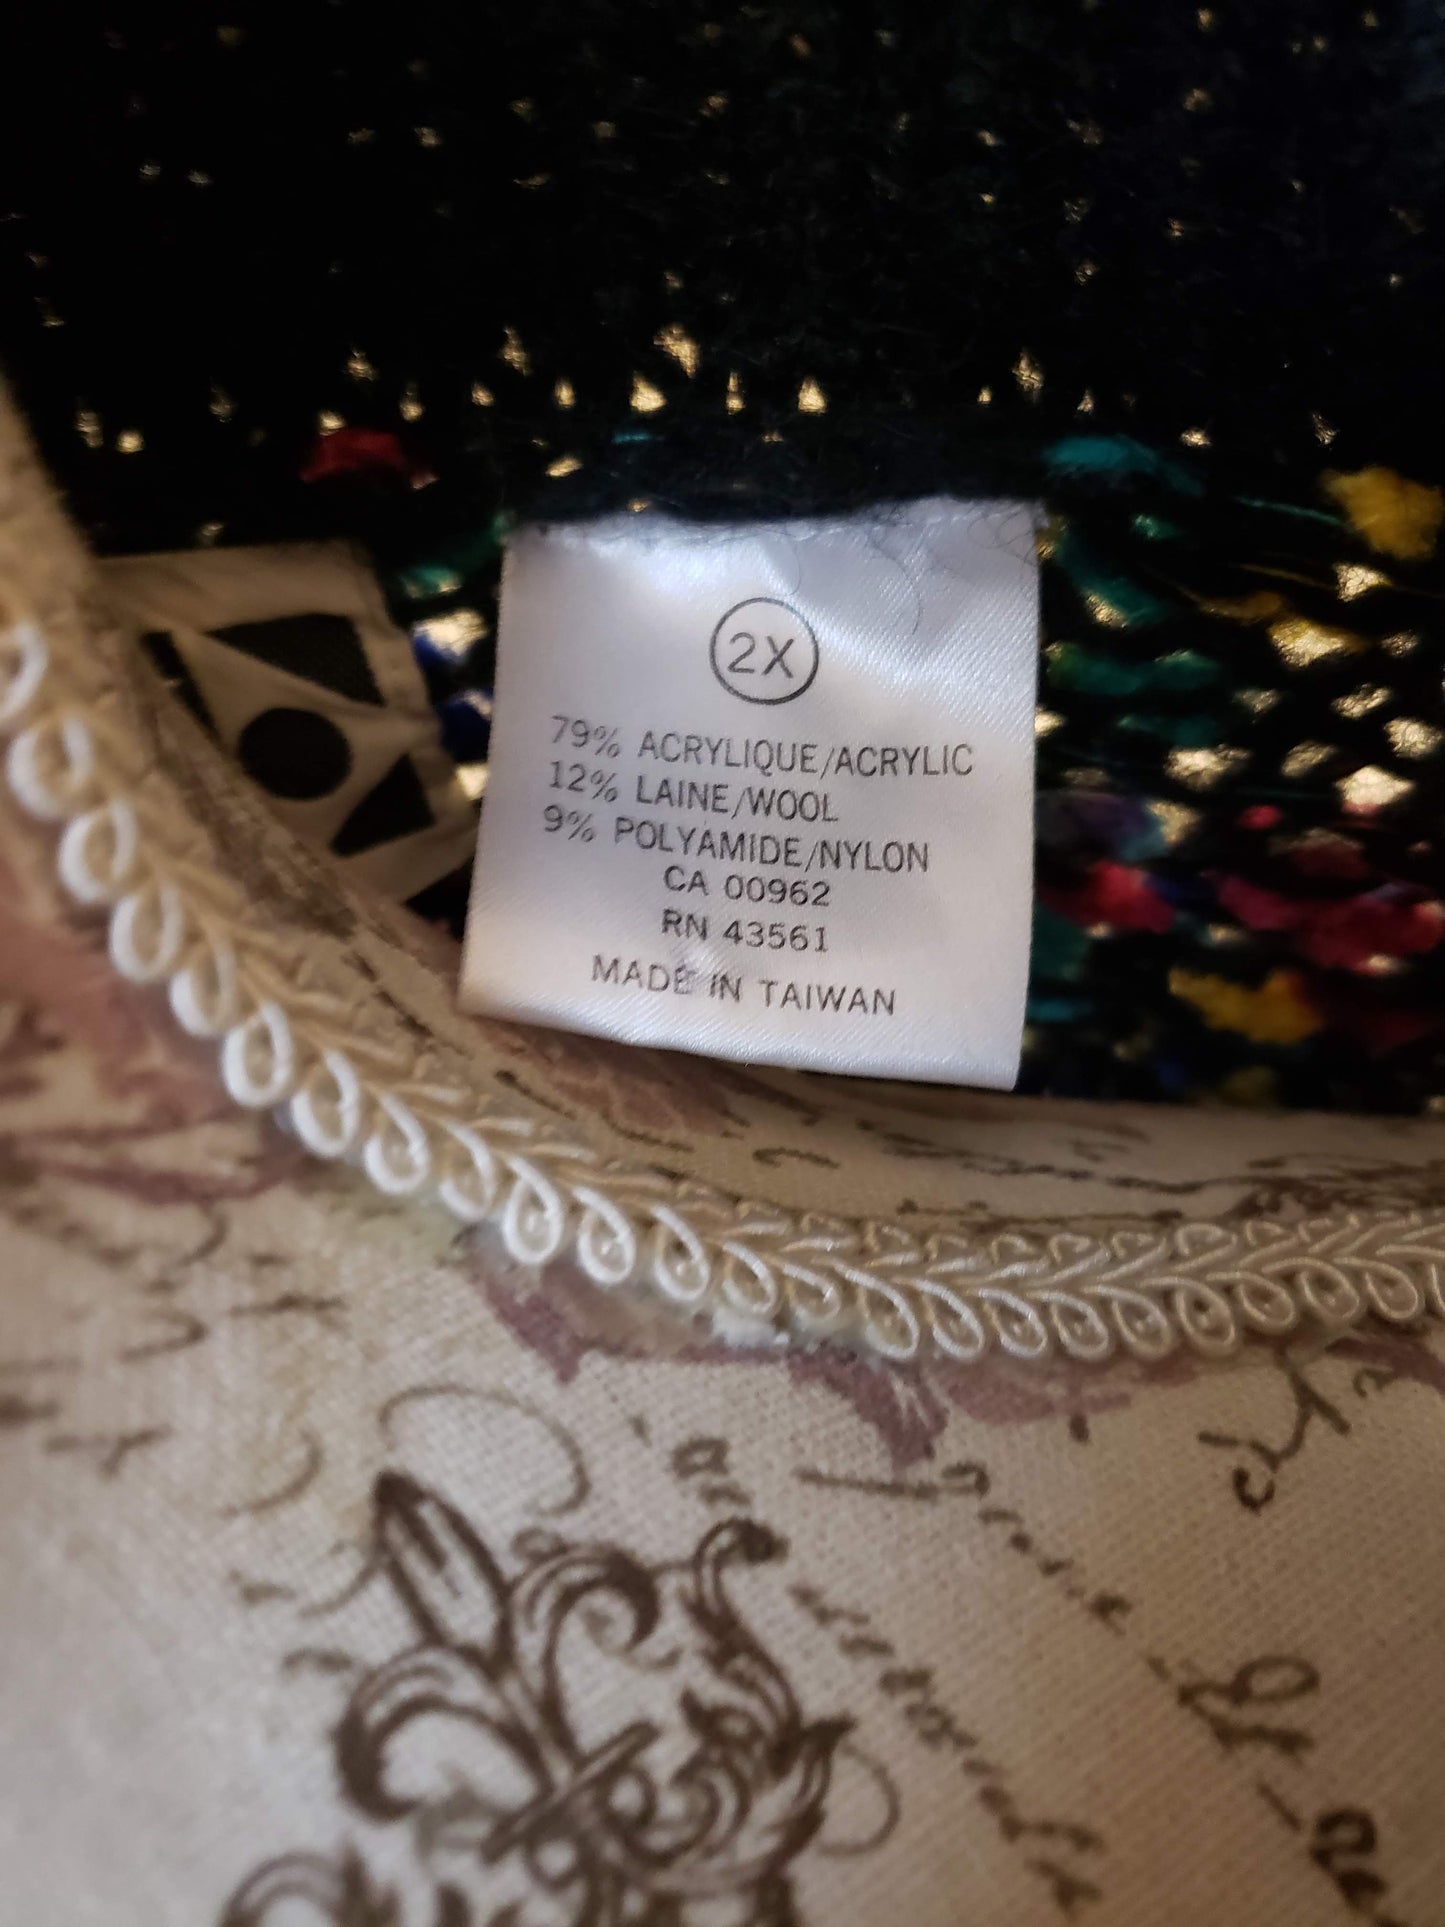 2X
79% ACRYLIQUE/ACRYLIC
12% LAINE/WOOL
9% POLYAMIDE/NYLON
CA 00962
RN 43561
MADE IN TAIWAN